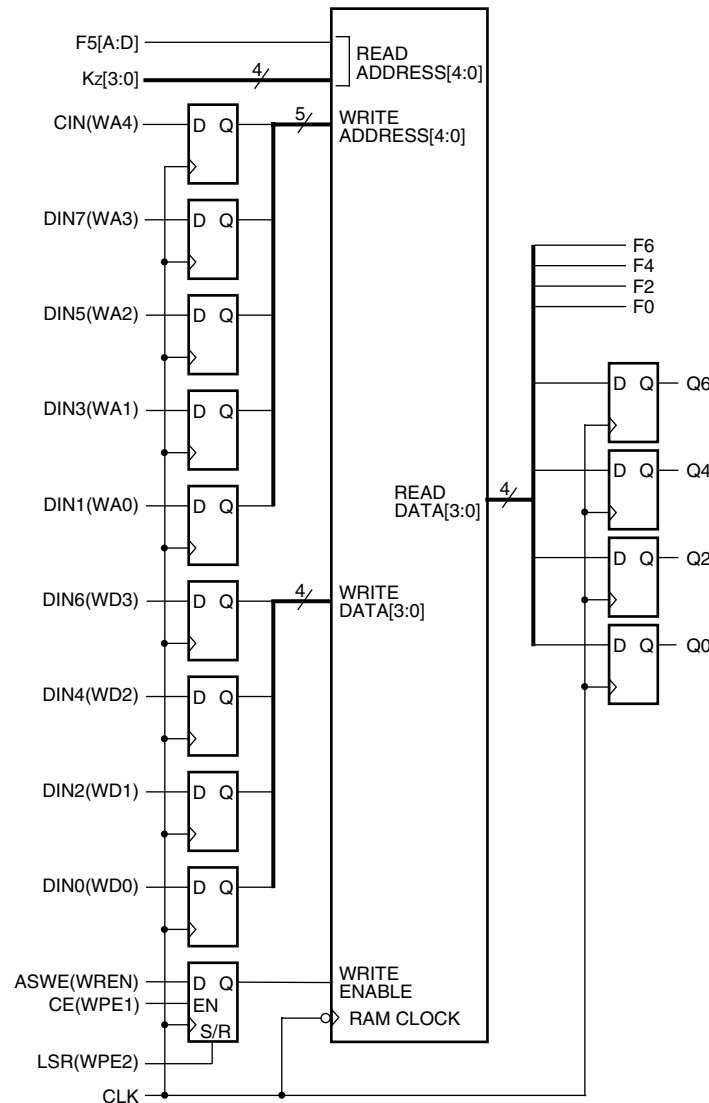 F5[A:D]
READ
ADDRESS[4:0]
Kz[3:0]
4
CIN(WA4)
D Q
5
WRITE
ADDRESS[4:0]
DIN7(WA3)
D Q
F6
F4
F2
F0
DIN5(WA2)
D Q
D Q
Q6
DIN3(WA1)
D Q
D Q
Q4
DIN1(WA0)
D Q
READ
DATA[3:0]
4
D Q
Q2
DIN6(WD3)
D Q
4
WRITE
DATA[3:0]
D Q
Q0
DIN4(WD2)
D Q
DIN2(WD1)
D Q
DIN0(WD0)
D Q
ASWE(WREN)
D Q
WRITE
ENABLE
CE(WPE1)
EN
S/R
RAM CLOCK
LSR(WPE2)
CLK